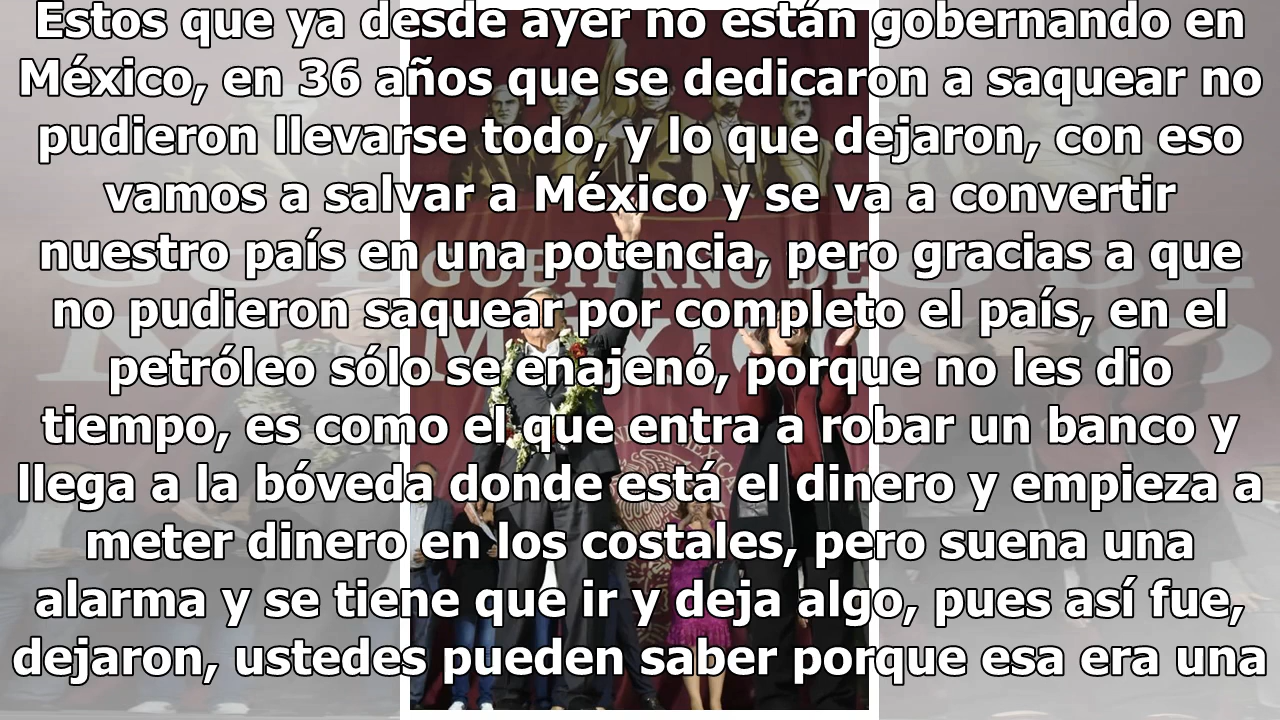 Estos que ya desde ayer no están gobernando en
México, en 36 años que se dedicaron a saquear no
pudieron llevarse todo, y lo que dejaron, con eso
vamos a salvar a México y se va a convertir
nuestro país en una potencia, pero gracias a que
no pudieron saquear por completo el país, en el
petróleo sólo se enajenó, porque no les dio
tiempo, es como el que entra a robar un banco y
llega a la bóveda donde está el dinero y empieza a
meter dinero en los costales, pero suena una
alarma y se tiene que ir y deja algo, pues así fue,
dejaron, ustedes pueden saber porque esa era una
GOBIERNO DE
MÉXICO